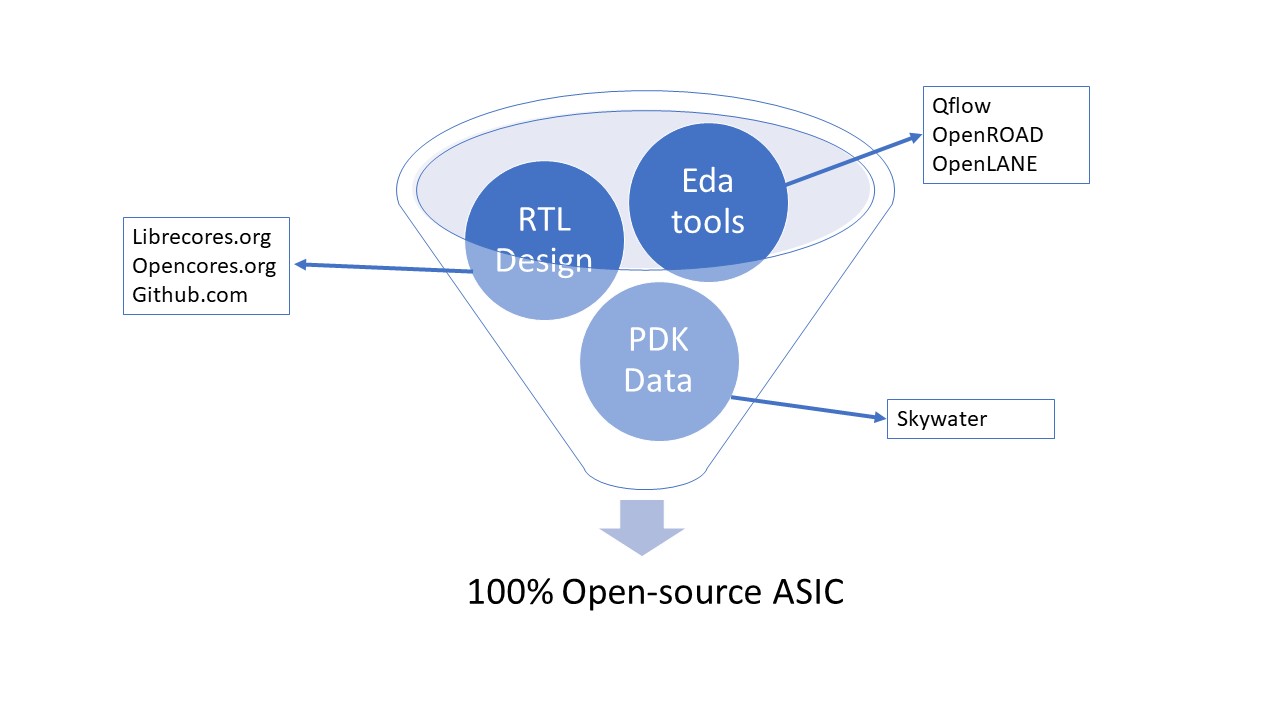 Qflow
OpenROAD
OpenLANE
Eda
tools
RTL
Design
Librecores.org
Opencores.org
Github.com
PDK
Data
Skywater
100% Open-source ASIC